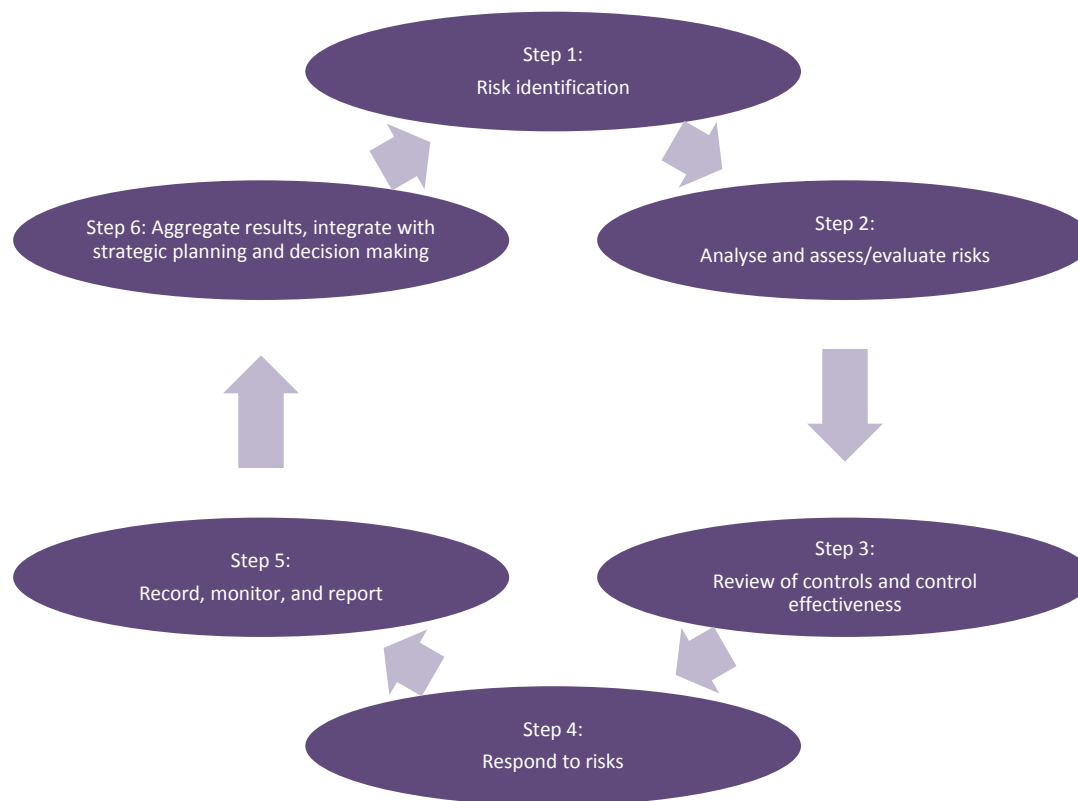 Step 1:
Risk identification
Step 2:
Analyse and assess/evaluate risks
Step 3:
Review of controls and control
effectiveness
Step 4:
Respond to risks
Step 5:
Record, monitor, and report
Step 6: Aggregate results, integrate with
strategic planning and decision making